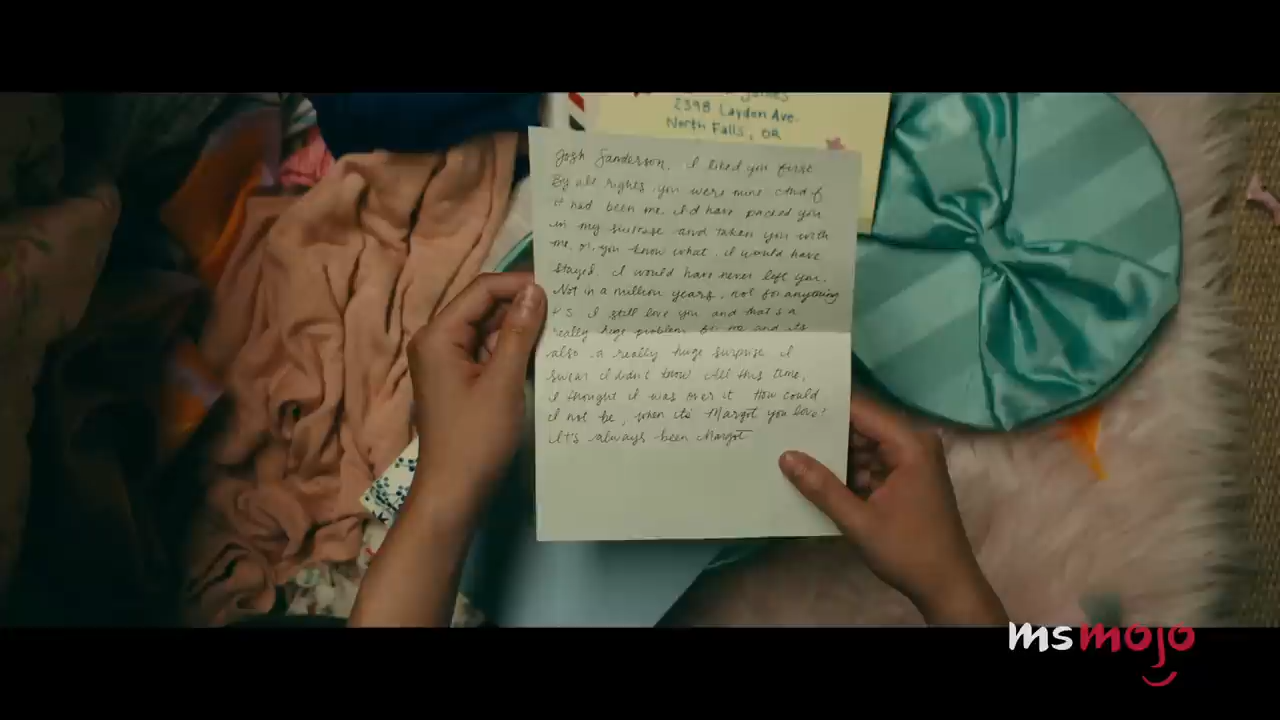 James
2398 Laydon Ave.
North Falls, OR
Josh Sanderson, I liked you first
By all rights you were mine. And if
it had been me, I'd have packed you
in my suitcase and taken you with
me, or, you know what, I would have
stayed. I would have never left you.
Not in a million years, not for anything
P.S. I still love you and that's a
really huge problem for me and its
also a really huge surprise I
swear I didn't know All this time,
I thought I was over it How could
I not be, when its Margot you love!
It's always been Margot
msmojo